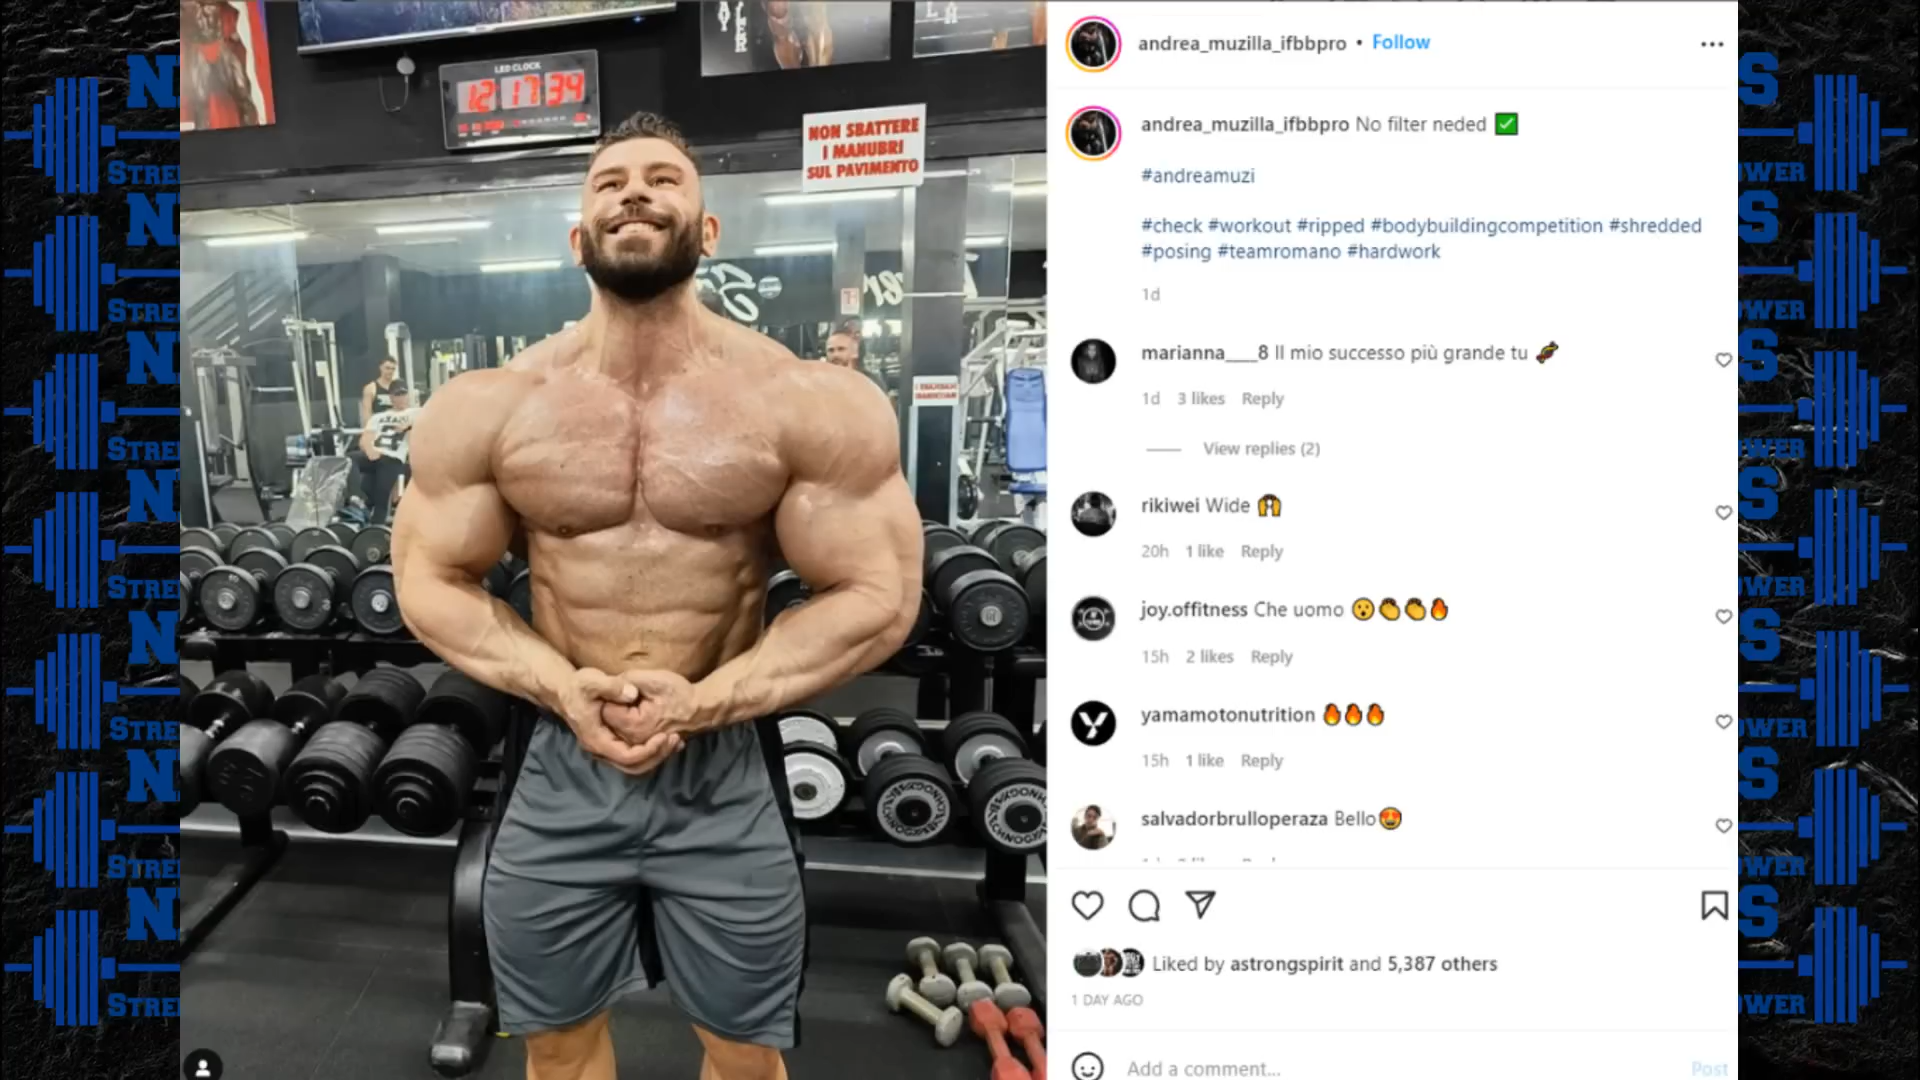 LED CLOCK
12 17 39
NON SBATTERE
I MANUBRI
SUL PAVIMENTO
andrea_muzilla_ifbbpro • Follow
andrea_muzilla_ifbbpro No filter neded ✅
#andreamuzi
#check #workout #ripped #bodybuildingcompetition #shredded
#posing #teamromano #hardwork
1d
marianna___8 Il mio successo più grande tu
1d 3 likes Reply
View replies (2)
rikiwei Wide 🙌
20h 1 like Reply
joy.offitness Che uomo 😮👏👏🔥
15h 2 likes Reply
yamamotonutrition 🔥🔥🔥
15h 1 like Reply
salvadorbrulloperaza Bello😍
Liked by astrongspirit and 5,387 others
1 DAY AGO
Add a comment...
Post